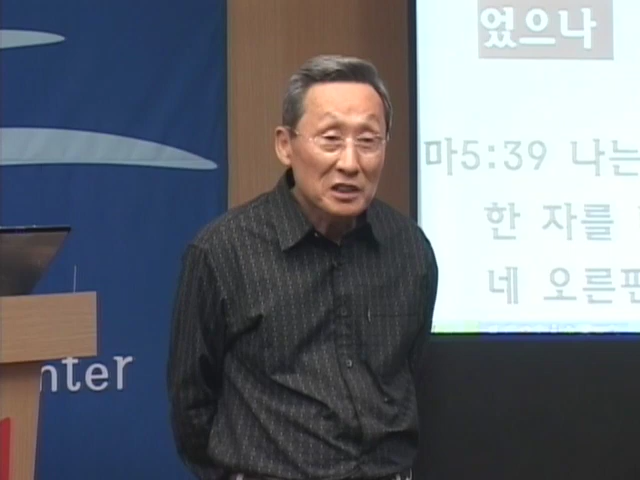 었으나
마5:39 나는
한 자를
네 오른편
nter